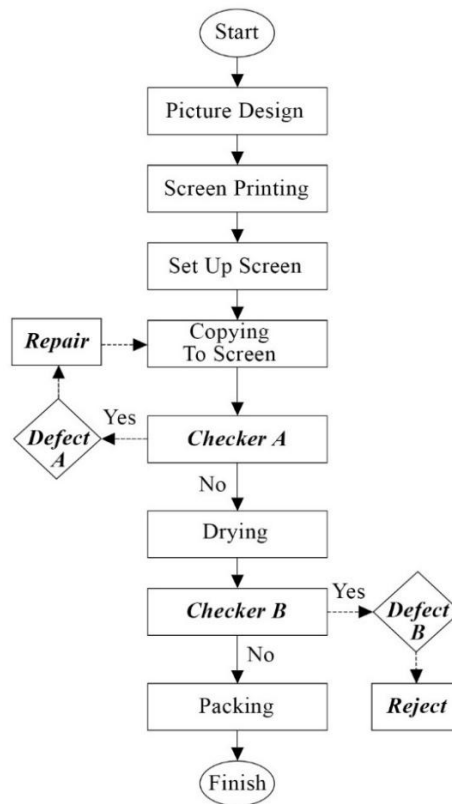 Start
Picture Design
Screen Printing
Set Up Screen
Repair
Copying
To Screen
Yes
Defect
A
Checker A
No
Drying
Checker B
Yes
Defect
B
No
Packing
Reject
Finish